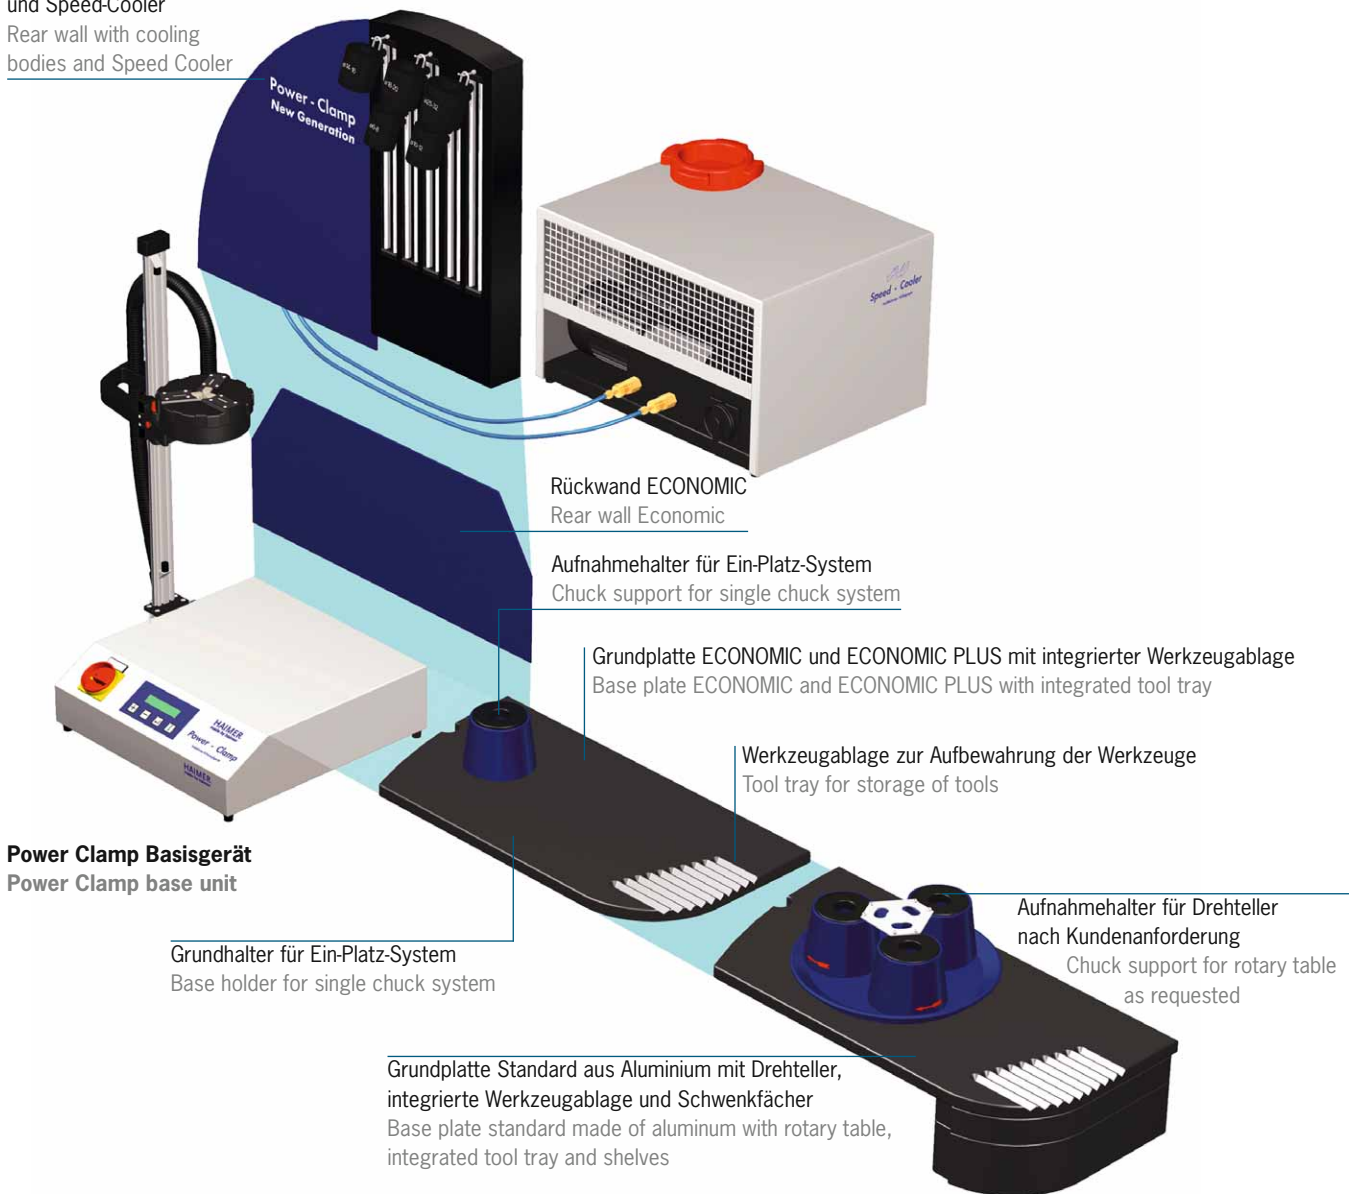 und Speed-Cooler
Rear wall with cooling
bodies and Speed Cooler
Power - Clamp
New Generation
Speed - Cooler
Rückwand ECONOMIC
Rear wall Economic
Aufnahmehalter für Ein-Platz-System
Chuck support for single chuck system
Grundplatte ECONOMIC und ECONOMIC PLUS mit integrierter Werkzeugablage
Base plate ECONOMIC and ECONOMIC PLUS with integrated tool tray
HAIMER
Power - Clamp
HAIMER
Werkzeugablage zur Aufbewahrung der Werkzeuge
Tool tray for storage of tools
Power Clamp Basisgerät
Power Clamp base unit
Aufnahmehalter für Drehteller
nach Kundenanforderung
Chuck support for rotary table
as requested
Grundhalter für Ein-Platz-System
Base holder for single chuck system
Grundplatte Standard aus Aluminium mit Drehteller,
integrierte Werkzeugablage und Schwenkfächer
Base plate standard made of aluminum with rotary table,
integrated tool tray and shelves